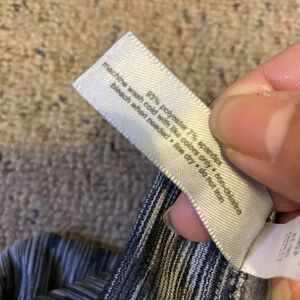 93% polyester 7% spandex
machine wash cold with like colors only • non-chlorine
bleach when needed • line dry • do not iron